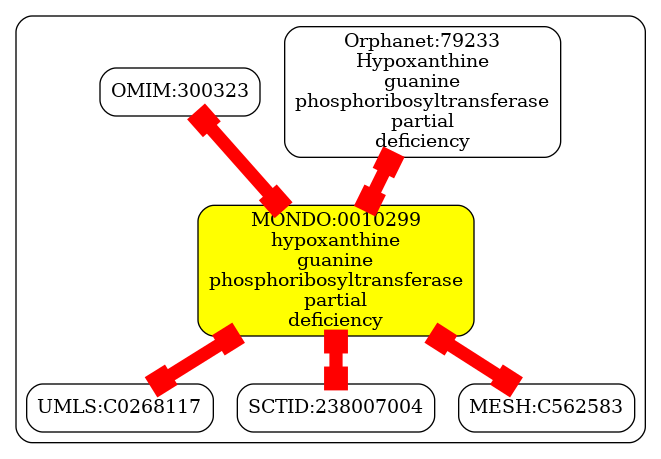 OMIM:300323
Orphanet:79233
Hypoxanthine
guanine
phosphoribosyltransferase
partial
deficiency
MONDO:0010299
hypoxanthine
guanine
phosphoribosyltransferase
partial
deficiency
UMLS:C0268117
SCTID:238007004
MESH:C562583